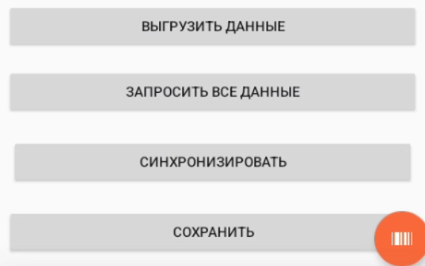 ВЫГРУЗИТЬ ДАННЫЕ
ЗАПРОСИТЬ ВСЕ ДАННЫЕ
СИНХРОНИЗИРОВАТЬ
СОХРАНИТЬ